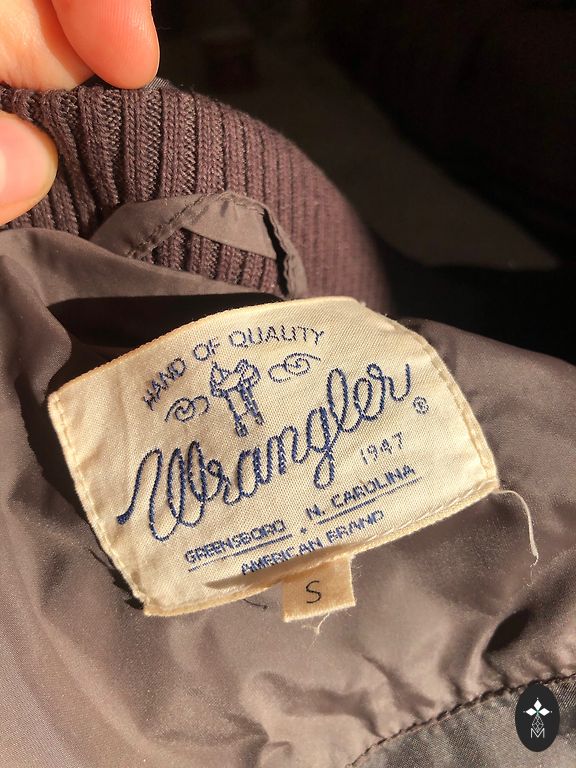 HAND OF QUALITY
Wrangler®
1947
GREENSBORO • N. CAROLINA
AMERICAN BRAND
S
M